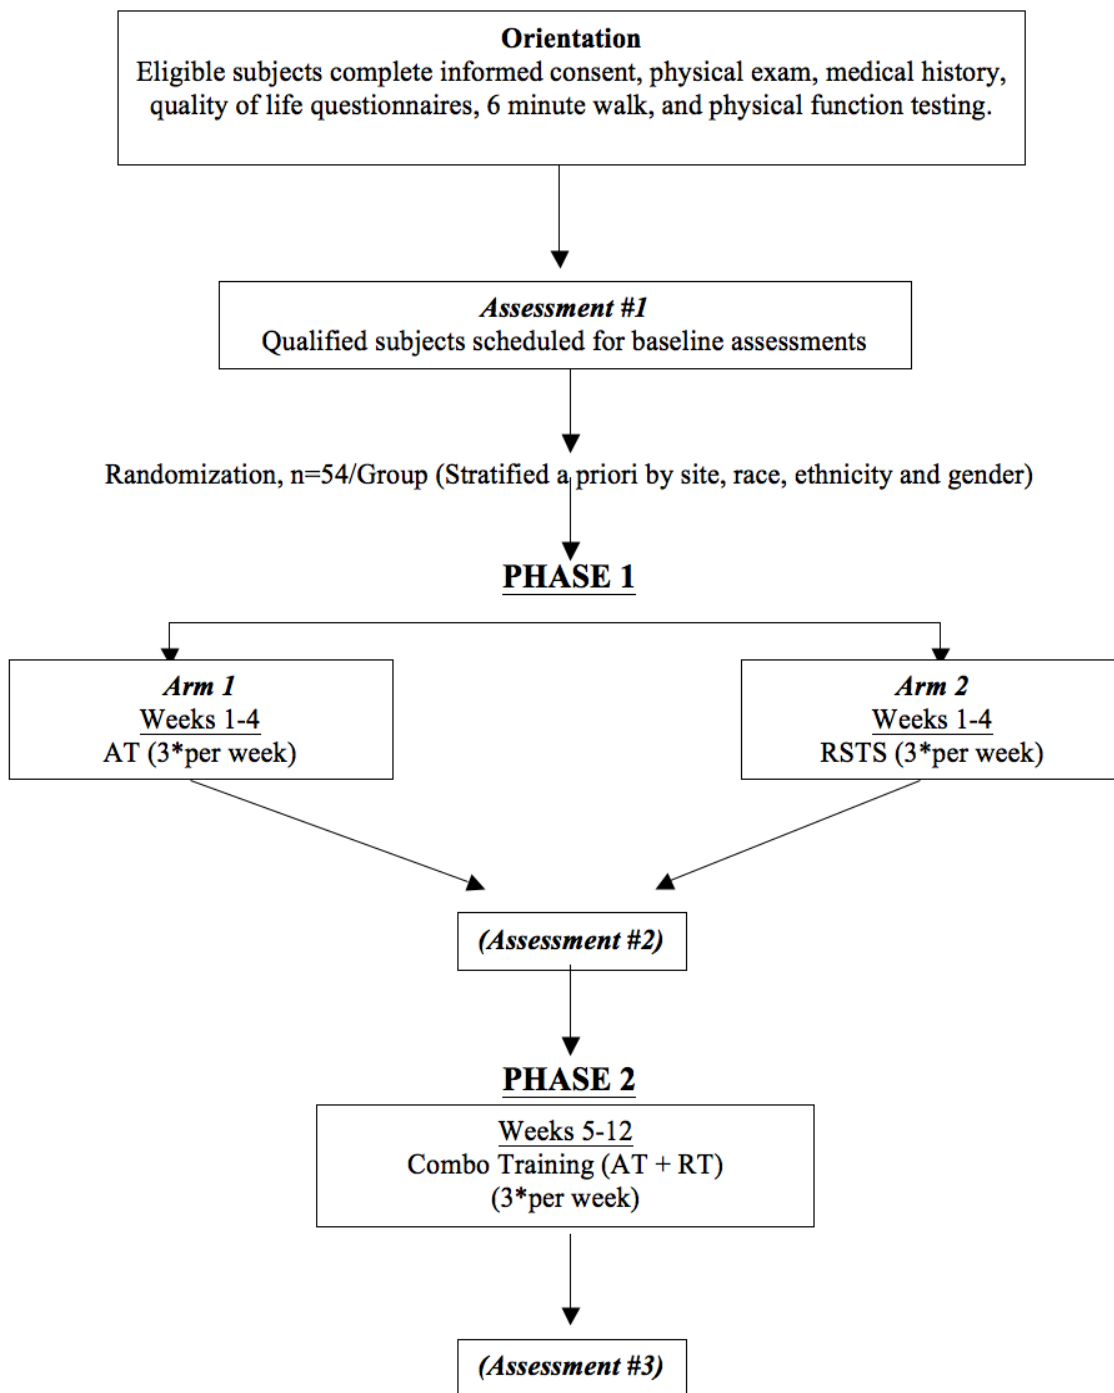 Orientation
Eligible subjects complete informed consent, physical exam, medical history,
quality of life questionnaires, 6 minute walk, and physical function testing.
Assessment #1
Qualified subjects scheduled for baseline assessments
Randomization, n=54/Group (Stratified a priori by site, race, ethnicity and gender)
PHASE 1
Arm 1
Weeks 1-4
AT (3*per week)
Arm 2
Weeks 1-4
RSTS (3*per week)
(Assessment #2)
PHASE 2
Weeks 5-12
Combo Training (AT + RT)
(3*per week)
(Assessment #3)